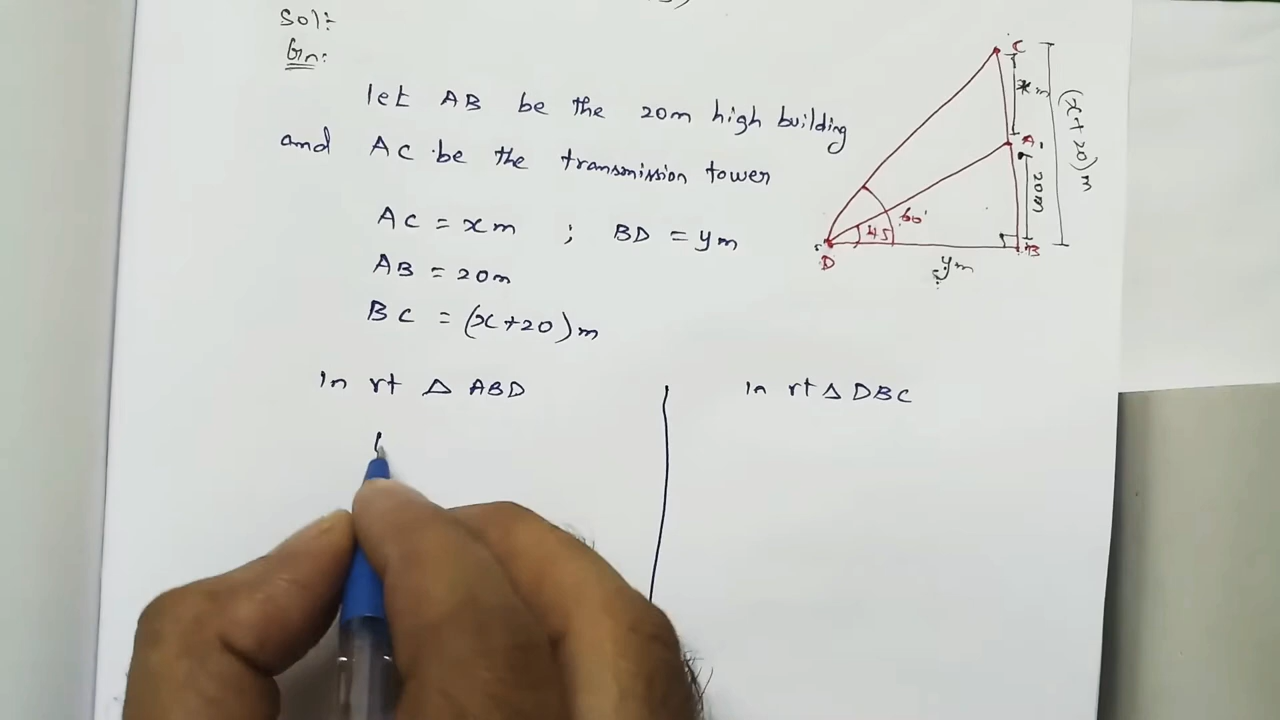 Sol:-
Gn:
let AB be the 20m high building
and AC be the transmission tower
AC = x m ; BD = y m
AB = 20m
BC = (x+20) m
In rt △ ABD
In rt △ DBC
C
x m
(x+20) m
A
20m
60°
45
D
B
y m